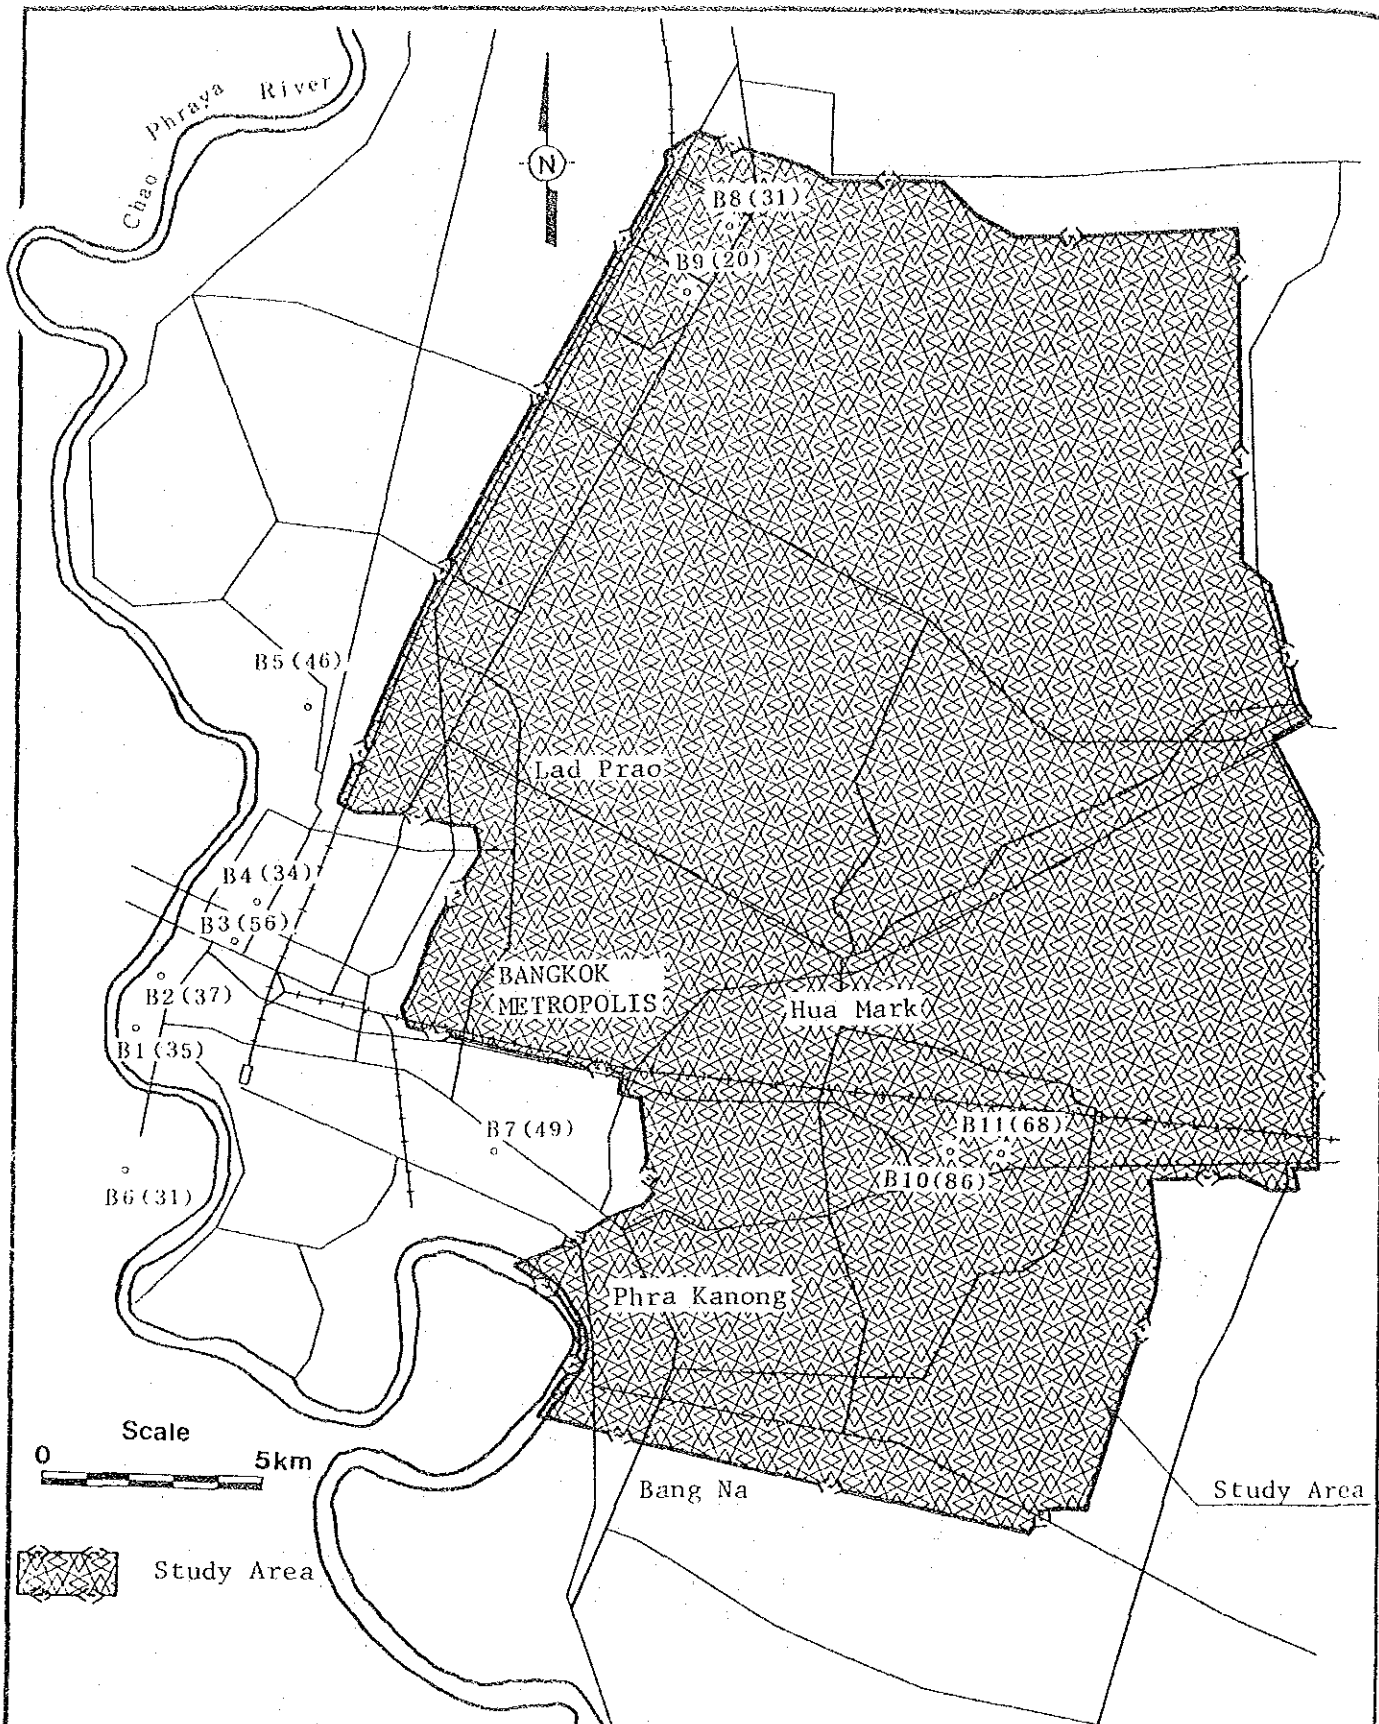 Chao Phraya River
N
B8(31)
B9(20)
B5(46)
Lad Prao
B4(34)
B3(56)
BANGKOK
METROPOLIS
B2(37)
Hua Mark
B1(35)
B7(49)
B11(68)
B10(86)
B6(31)
Phra Kanong
Scale
0 5km
Bang Na
Study Area
Study Area